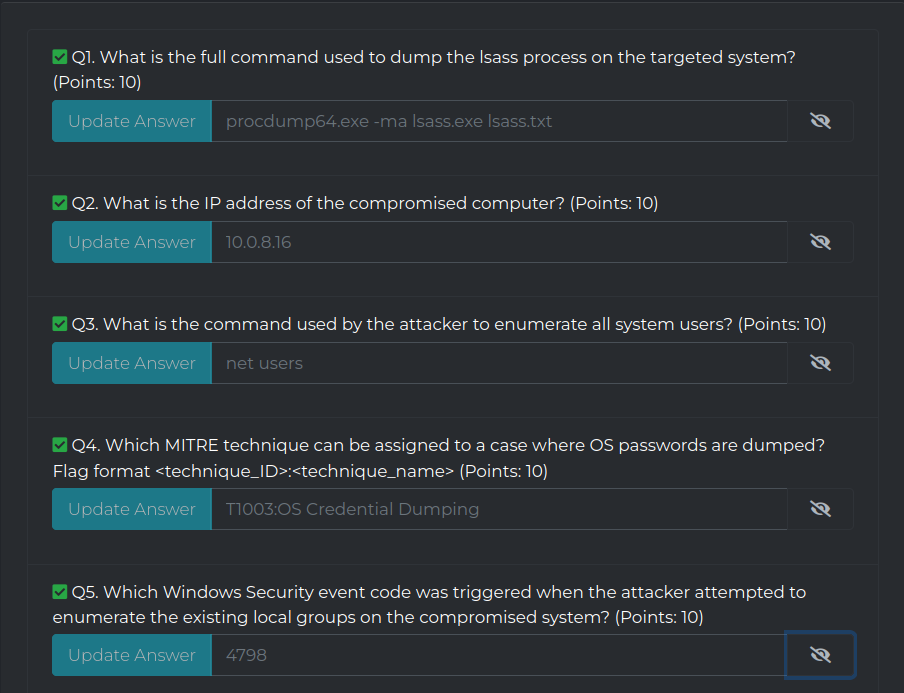 Q1. What is the full command used to dump the lsass process on the targeted system?
(Points: 10)
Update Answer procdump64.exe -ma lsass.exe lsass.txt
Q2. What is the IP address of the compromised computer? (Points: 10)
Update Answer 10.0.8.16
Q3. What is the command used by the attacker to enumerate all system users? (Points: 10)
Update Answer net users
Q4. Which MITRE technique can be assigned to a case where OS passwords are dumped?
Flag format <technique_ID>:<technique_name> (Points: 10)
Update Answer T1003:OS Credential Dumping
Q5. Which Windows Security event code was triggered when the attacker attempted to
enumerate the existing local groups on the compromised system? (Points: 10)
Update Answer 4798